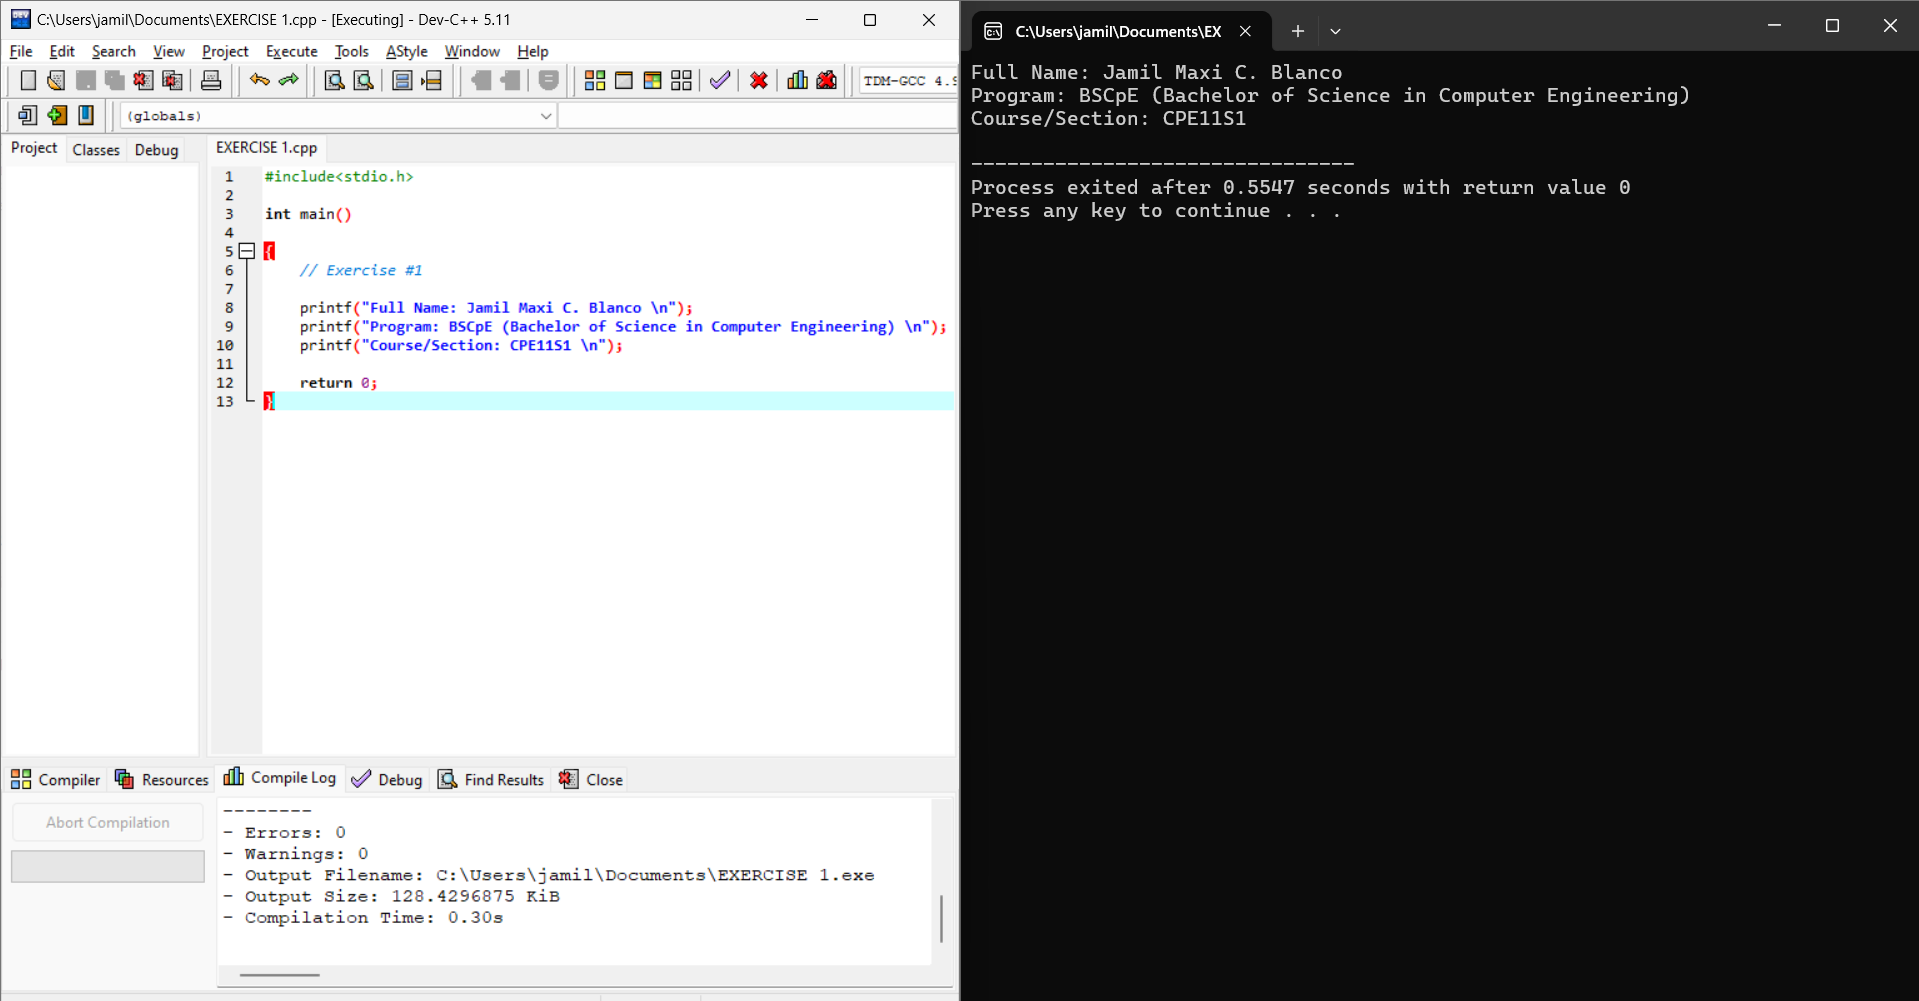 C:\Users\jamil\Documents\EXERCISE 1.cpp - [Executing] - Dev-C++ 5.11
File Edit Search View Project Execute Tools AStyle Window Help
TDM-GCC 4.9
(globals)
Project Classes Debug
EXERCISE 1.cpp
1 #include<stdio.h>
2
3 int main()
4
5 {
6 // Exercise #1
7
8 printf("Full Name: Jamil Maxi C. Blanco \n");
9 printf("Program: BSCpE (Bachelor of Science in Computer Engineering) \n");
10 printf("Course/Section: CPE11S1 \n");
11
12 return 0;
13 }
Compiler Resources Compile Log Debug Find Results Close
Abort Compilation
--------
- Errors: 0
- Warnings: 0
- Output Filename: C:\Users\jamil\Documents\EXERCISE 1.exe
- Output Size: 128.4296875 KiB
- Compilation Time: 0.30s
C:\Users\jamil\Documents\EX
Full Name: Jamil Maxi C. Blanco
Program: BSCpE (Bachelor of Science in Computer Engineering)
Course/Section: CPE11S1
--------------------------------
Process exited after 0.5547 seconds with return value 0
Press any key to continue . . .